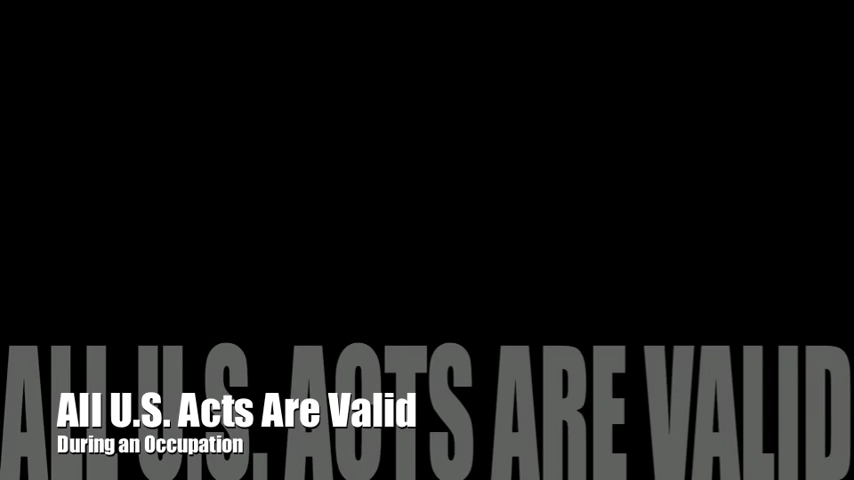 ALL U.S. ACTS ARE VALID
All U.S. Acts Are Valid
During an Occupation